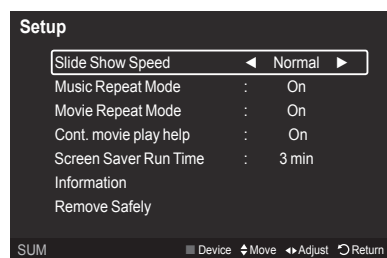 Setup
Slide Show Speed ◄ Normal ►
Music Repeat Mode : On
Movie Repeat Mode : On
Cont. movie play help : On
Screen Saver Run Time : 3 min
Information
Remove Safely
SUM Device Move Adjust Return